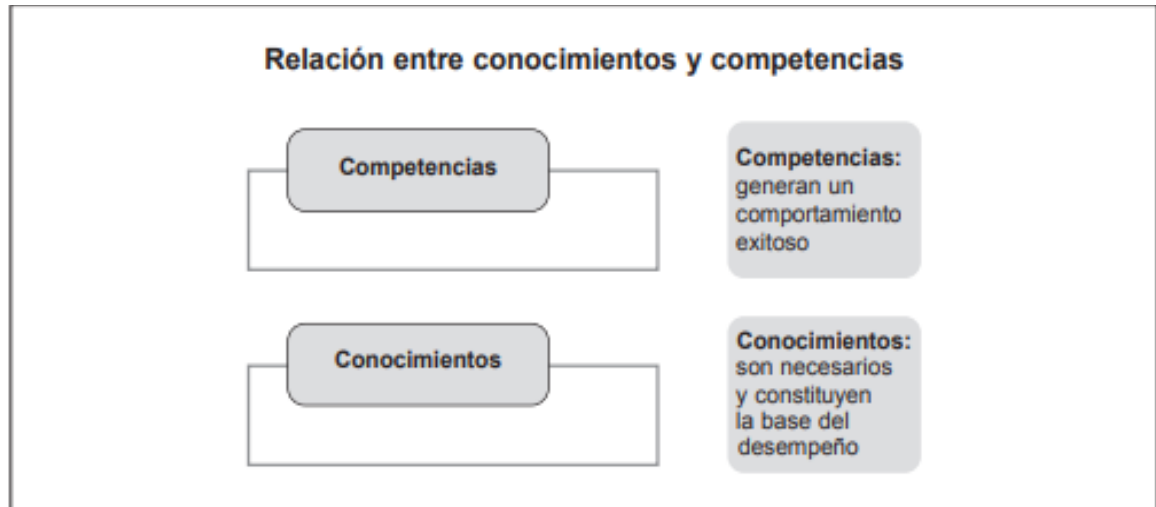 Relación entre conocimientos y competencias
Competencias
Competencias:
generan un
comportamiento
exitoso
Conocimientos
Conocimientos:
son necesarios
y constituyen
la base del
desempeño